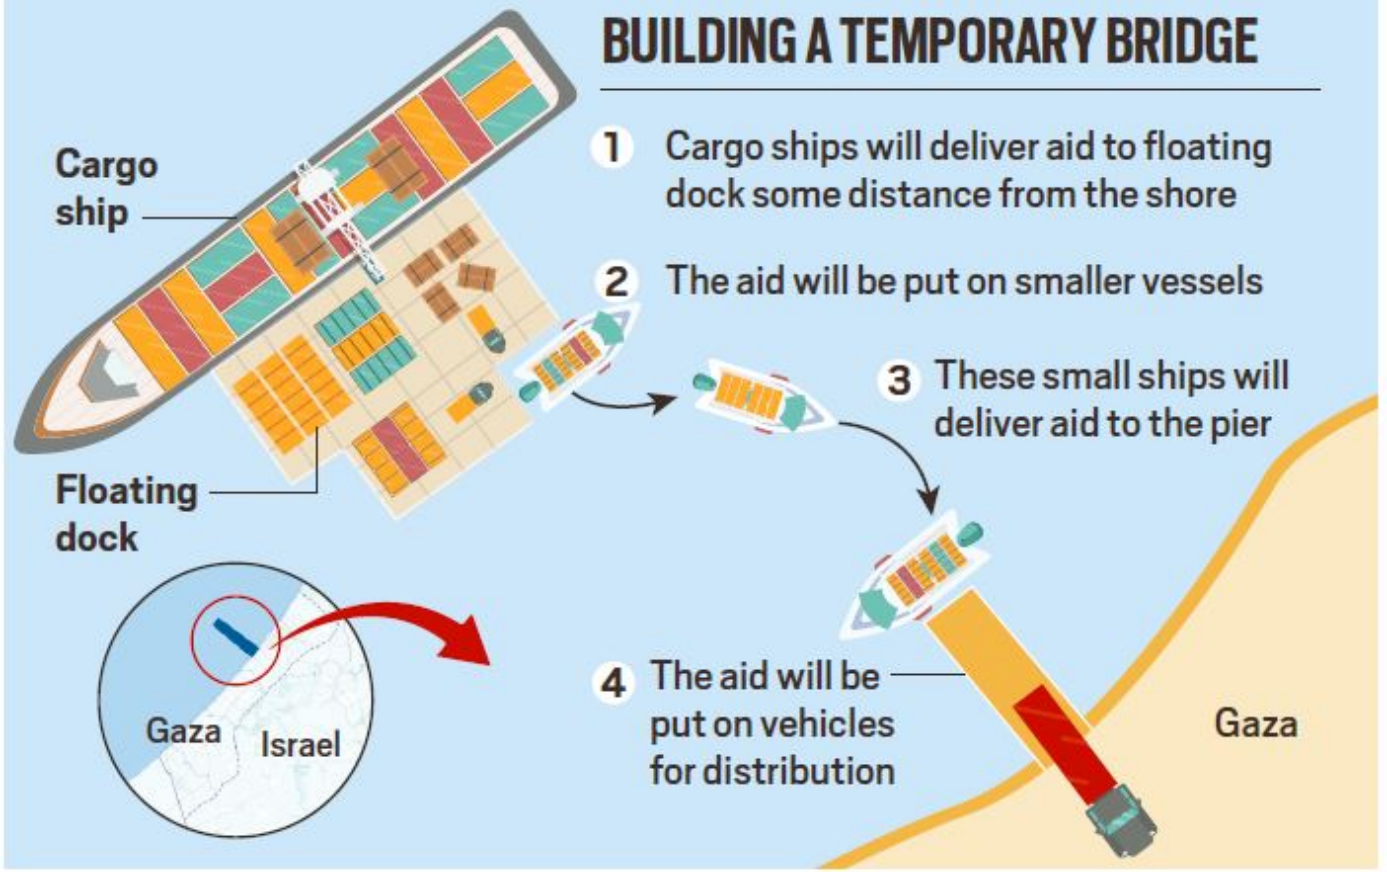 BUILDING A TEMPORARY BRIDGE
1 Cargo ships will deliver aid to floating
dock some distance from the shore
Cargo
ship
2 The aid will be put on smaller vessels
3 These small ships will
deliver aid to the pier
Floating
dock
4 The aid will be
put on vehicles
for distribution
Gaza
Israel
Gaza